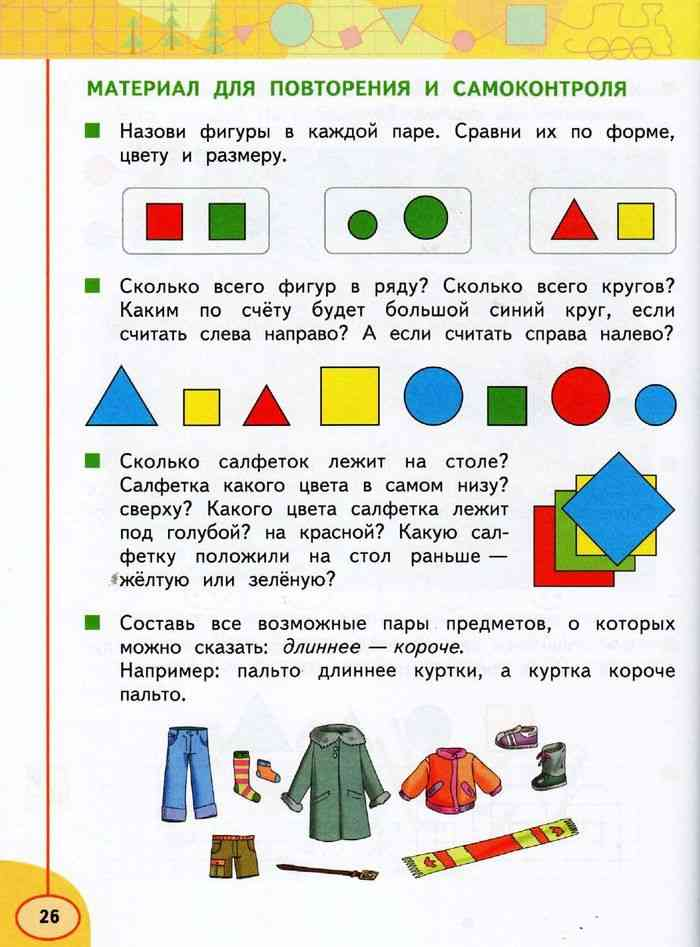 МАТЕРИАЛ ДЛЯ ПОВТОРЕНИЯ И САМОКОНТРОЛЯ
Назови фигуры в каждой паре. Сравни их по форме,
цвету и размеру.
Сколько всего фигур в ряду? Сколько всего кругов?
Каким по счёту будет большой синий круг, если
считать слева направо? А если считать справа налево?
Сколько салфеток лежит на столе?
Салфетка какого цвета в самом низу?
сверху? Какого цвета салфетка лежит
под голубой? на красной? Какую сал-
фетку положили на стол раньше —
жёлтую или зелёную?
Составь все возможные пары предметов, о которых
можно сказать: длиннее — короче.
Например: пальто длиннее куртки, а куртка короче
пальто.
26